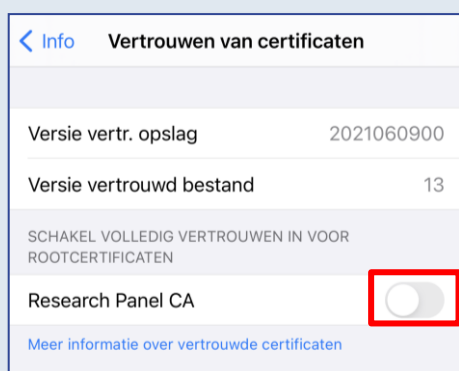 Info
Vertrouwen van certificaten
Versie vertr. opslag 2021060900
Versie vertrouwd bestand 13
SCHAKEL VOLLEDIG VERTROUWEN IN VOOR
ROOTCERTIFICATEN
Research Panel CA
Meer informatie over vertrouwde certificaten